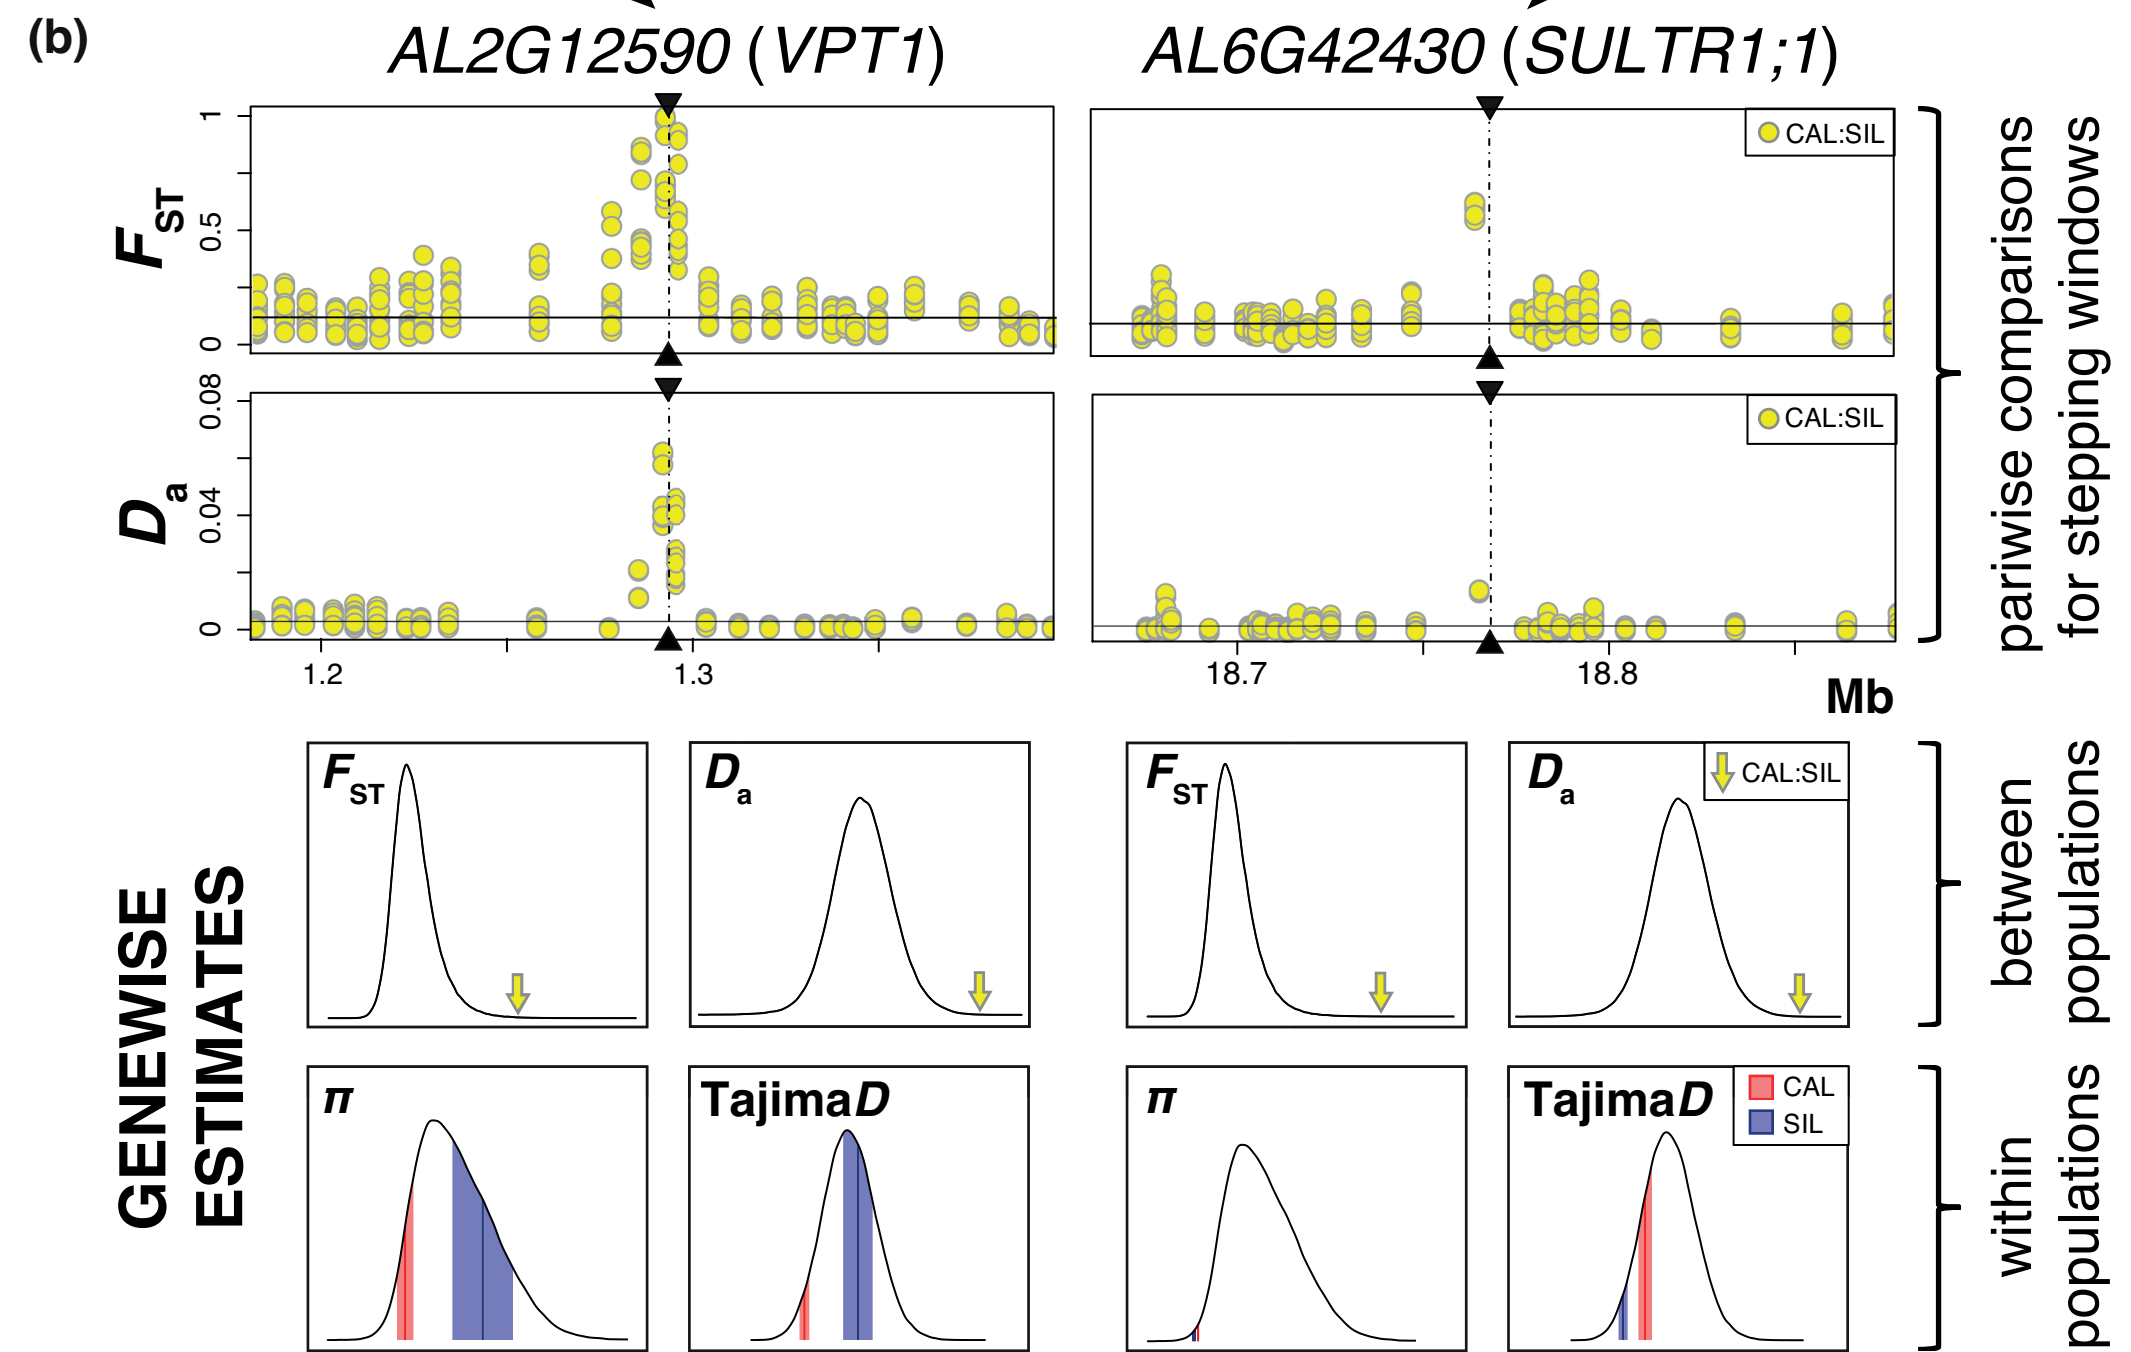 (b)
AL2G12590 (VPT1)
AL6G42430 (SULTR1;1)
FST
1
0.5
0
CAL:SIL
Da
0.08
0.04
0
CAL:SIL
1.2
1.3
18.7
18.8
Mb
pariwise comparisons
for stepping winpows
GENEWISE
ESTIMATES
FST
Da
FST
Da
CAL:SIL
between
populations
π
TajimaD
π
TajimaD
CAL
SIL
within
populations